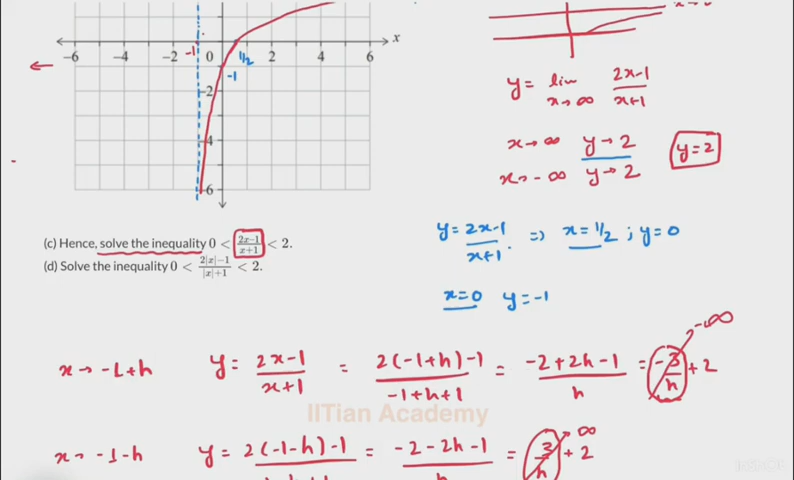 x
−6 −4 −2 -1 0 1/2 2 4 6
-1
−2
−4
−6
y = lim x→∞ 2x-1/x+1
x→∞ y→2
x→-∞ y→2
y=2
(c) Hence, solve the inequality 0 < 2x−1/x+1 < 2.
(d) Solve the inequality 0 < 2|x|−1/|x|+1 < 2.
y = 2x-1/x+1 ⇒ x = 1/2 ; y = 0
x=0 y=-1
x→ -1+h y = 2x-1/x+1 = 2(-1+h)-1/-1+h+1 = -2+2h-1/h = -3/h + 2
-∞
IITian Academy
x→ -1-h y = 2(-1-h)-1 = -2-2h-1/h = 3/h + 2
∞